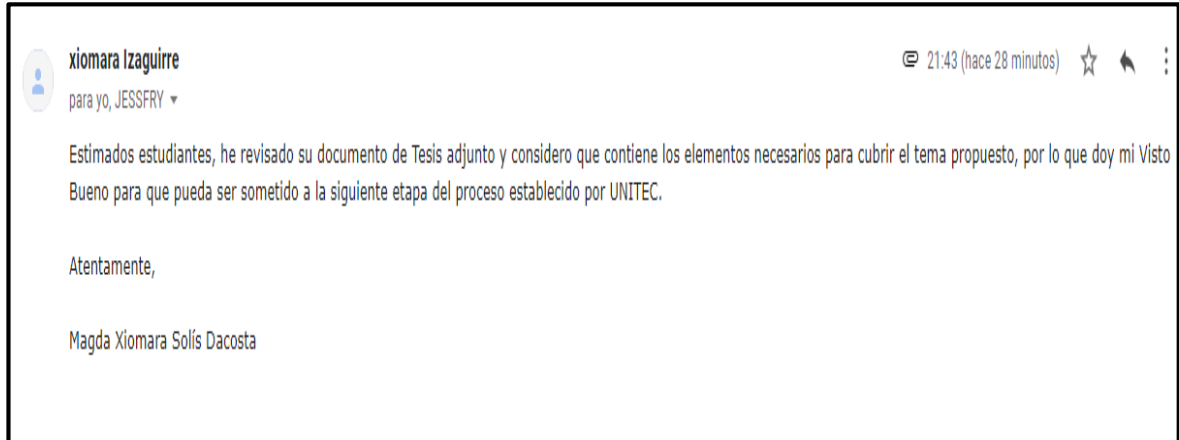 xiomara Izaguirre
21:43 (hace 28 minutos)
para yo, JESSFRY
Estimados estudiantes, he revisado su documento de Tesis adjunto y considero que contiene los elementos necesarios para cubrir el tema propuesto, por lo que doy mi Visto
Bueno para que pueda ser sometido a la siguiente etapa del proceso establecido por UNITEC.
Atentamente,
Magda Xiomara Solís Dacosta